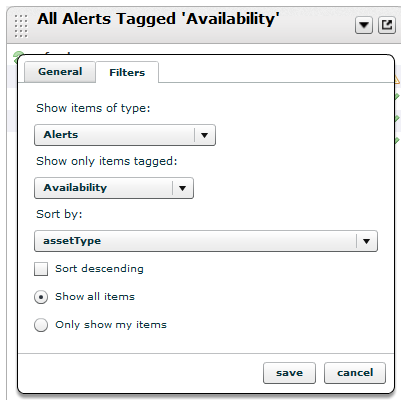 All Alerts Tagged 'Availability'
General Filters
Show items of type:
Alerts
Show only items tagged:
Availability
Sort by:
assetType
Sort descending
Show all items
Only show my items
save cancel